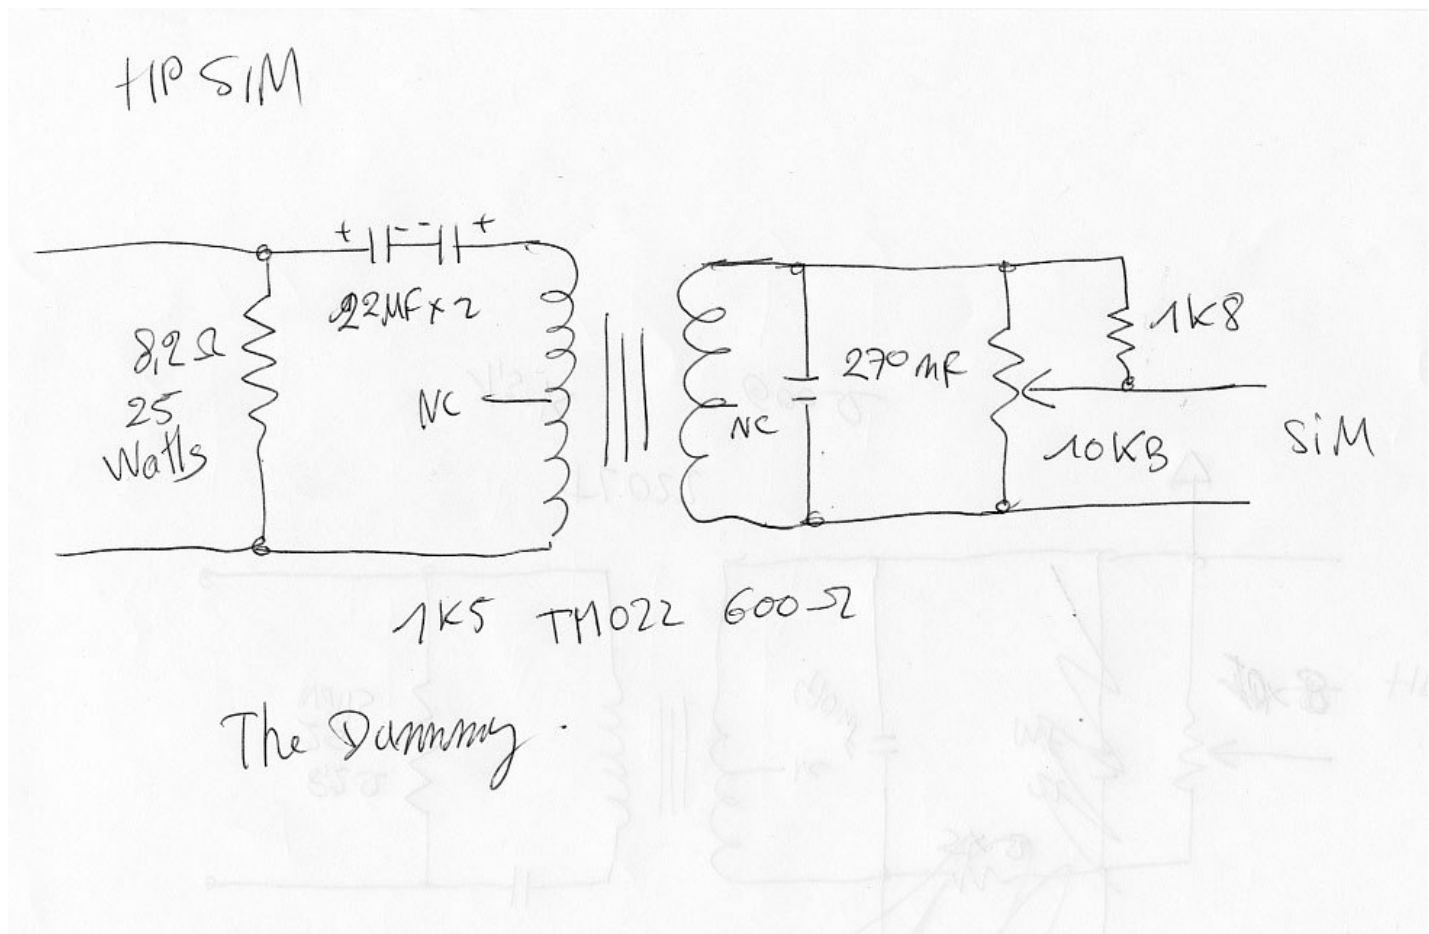 HP SIM
+ - - +
22MF x 2
8,2Ω
25
Watts
NC
NC
270 nF
1K8
10KB
SiM
1K5 TM022 600Ω
The Dummy.